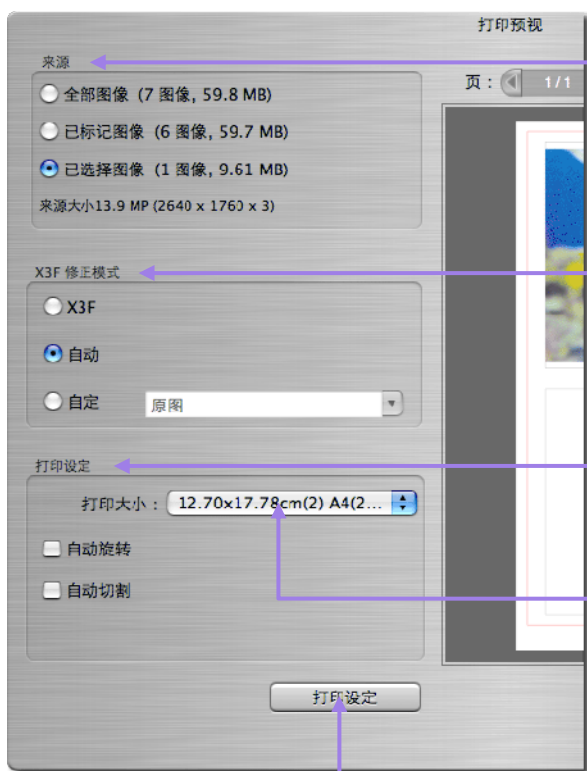 打印预视
来源
全部图像 (7 图像, 59.8 MB)
已标记图像 (6 图像, 59.7 MB)
已选择图像 (1 图像, 9.61 MB)
来源大小13.9 MP (2640 x 1760 x 3)
页： 1/1
X3F 修正模式
X3F
自动
自定 原图
打印设定
打印大小： 12.70x17.78cm(2) A4(2...
自动旋转
自动切割
打印设定